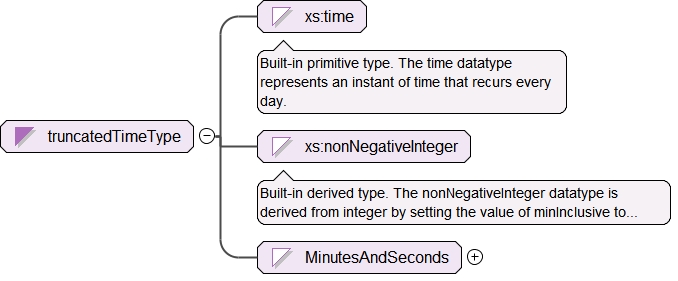 xs:time
Built-in primitive type. The time datatype
represents an instant of time that recurs every
day.
truncatedTimeType
xs:nonNegativeInteger
Built-in derived type. The nonNegativeInteger datatype is
derived from integer by setting the value of minInclusive to...
MinutesAndSeconds